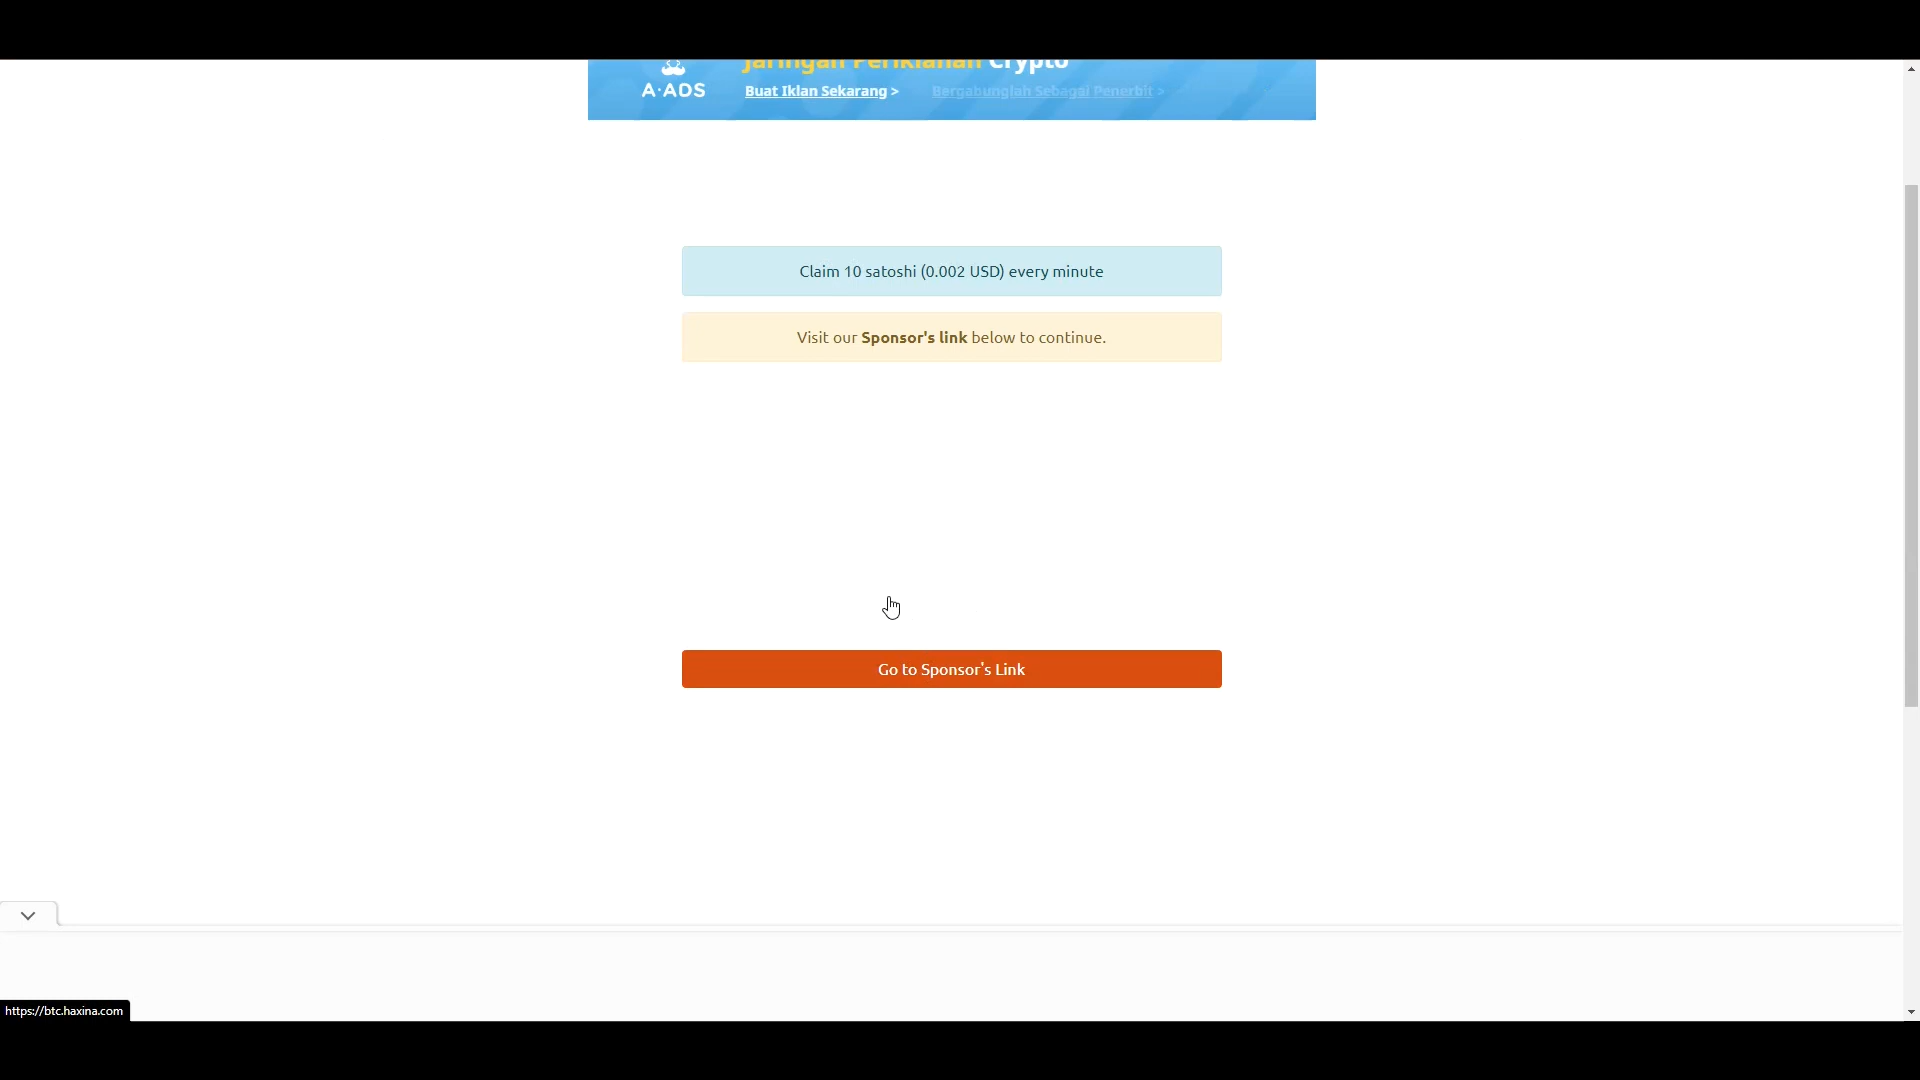 Jaringan Periklanan Crypto
A-ADS
Buat Iklan Sekarang >
Bergabunglah Sebagai Penerbit >
Claim 10 satoshi (0.002 USD) every minute
Visit our Sponsor's link below to continue.
Go to Sponsor's Link
https://btc.haxina.com